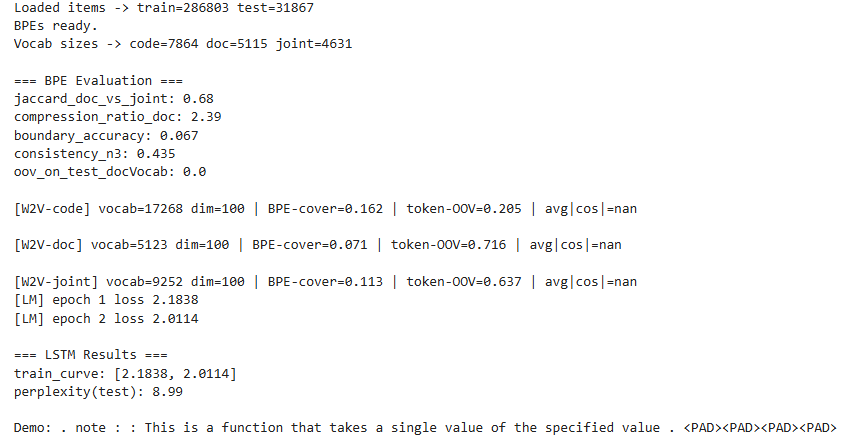 Loaded items -> train=286803 test=31867
BPEs ready.
Vocab sizes -> code=7864 doc=5115 joint=4631
=== BPE Evaluation ===
jaccard_doc_vs_joint: 0.68
compression_ratio_doc: 2.39
boundary_accuracy: 0.067
consistency_n3: 0.435
oov_on_test_docVocab: 0.0
[W2V-code] vocab=17268 dim=100 | BPE-cover=0.162 | token-OOV=0.205 | avg|cos|=nan
[W2V-doc] vocab=5123 dim=100 | BPE-cover=0.071 | token-OOV=0.716 | avg|cos|=nan
[W2V-joint] vocab=9252 dim=100 | BPE-cover=0.113 | token-OOV=0.637 | avg|cos|=nan
[LM] epoch 1 loss 2.1838
[LM] epoch 2 loss 2.0114
=== LSTM Results ===
train_curve: [2.1838, 2.0114]
perplexity(test): 8.99
Demo: . note : : This is a function that takes a single value of the specified value . <PAD><PAD><PAD><PAD>